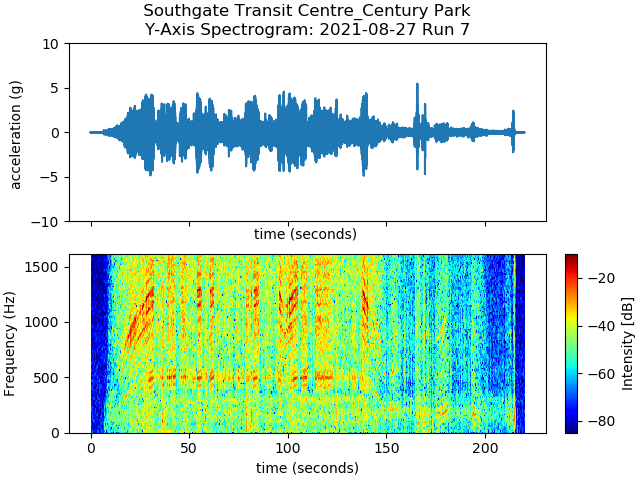 Southgate Transit Centre_Century Park
Y-Axis Spectrogram: 2021-08-27 Run 7
10
5
0
−5
−10
acceleration (g)
time (seconds)
1500
1000
500
0
Frequency (Hz)
0 50 100 150 200
time (seconds)
−20
−40
−60
−80
Intensity [dB]